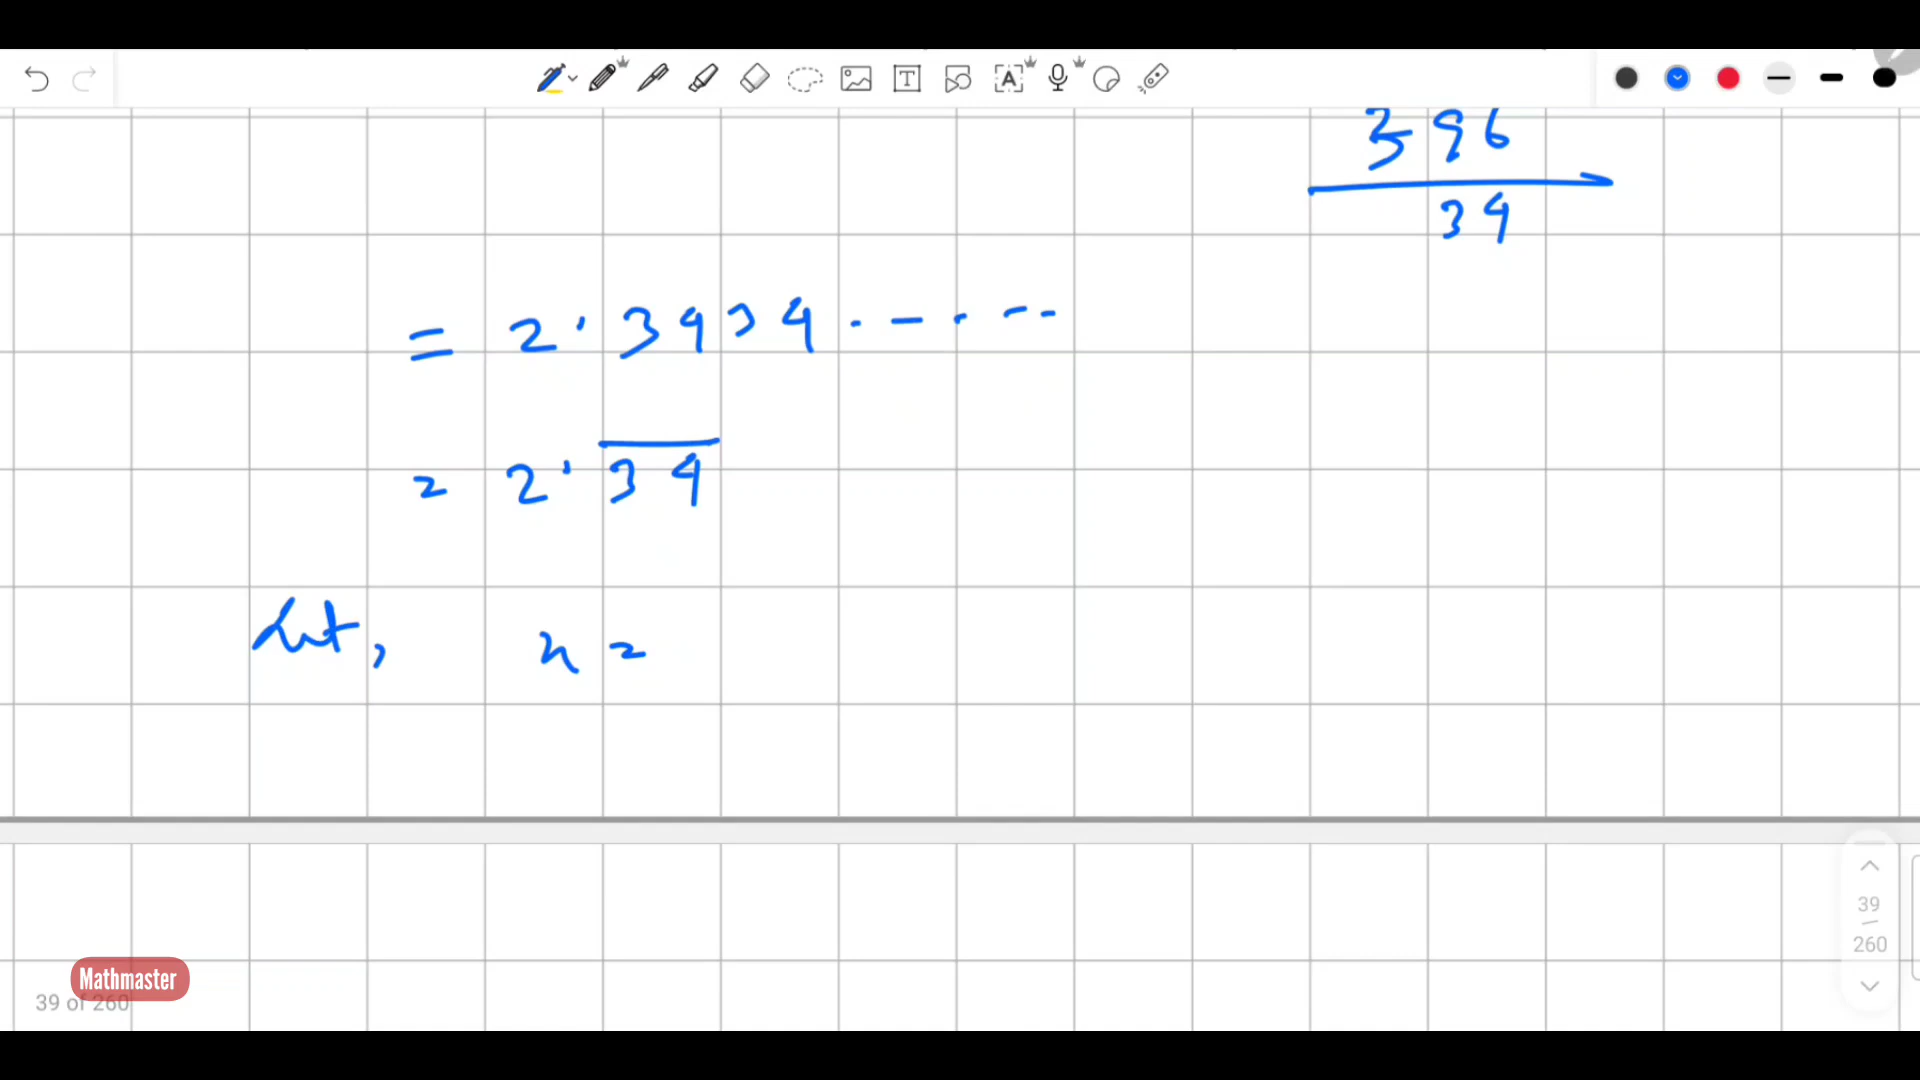 396
34
= 2.3434.-.--
= 2.34
Let, x =
39
260
Mathmaster
39 of 260